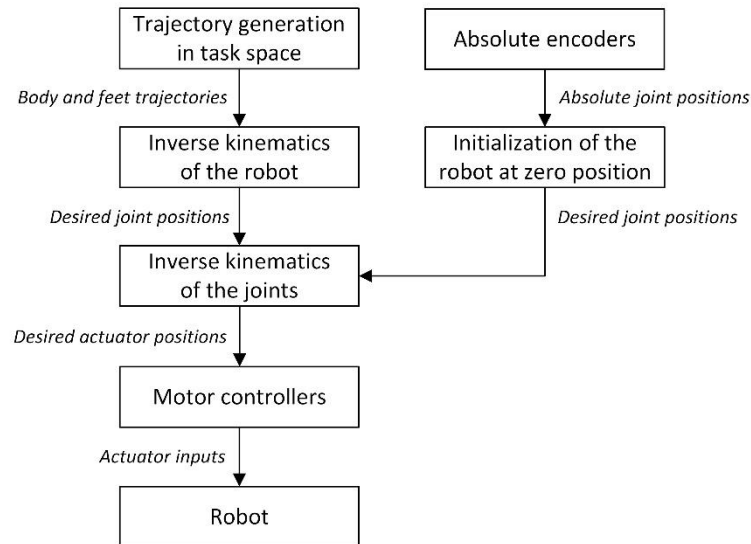 Trajectory generation
in task space
Absolute encoders
Body and feet trajectories
Absolute joint positions
Inverse kinematics
of the robot
Initialization of the
robot at zero position
Desired joint positions
Desired joint positions
Inverse kinematics
of the joints
Desired actuator positions
Motor controllers
Actuator inputs
Robot